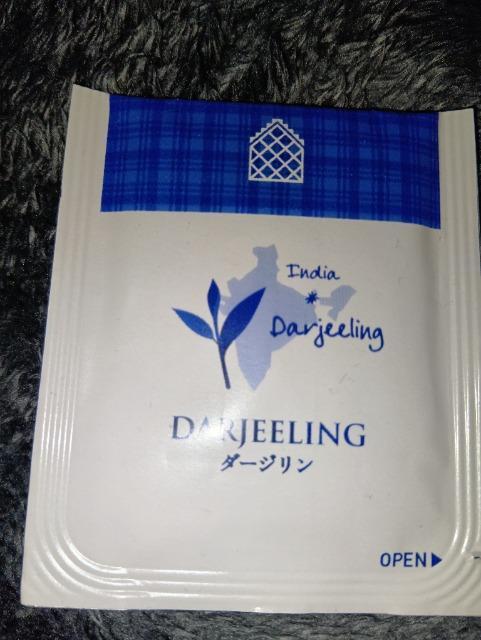 India
Darjeeling
DARJEELING
ダージリン
OPEN▶